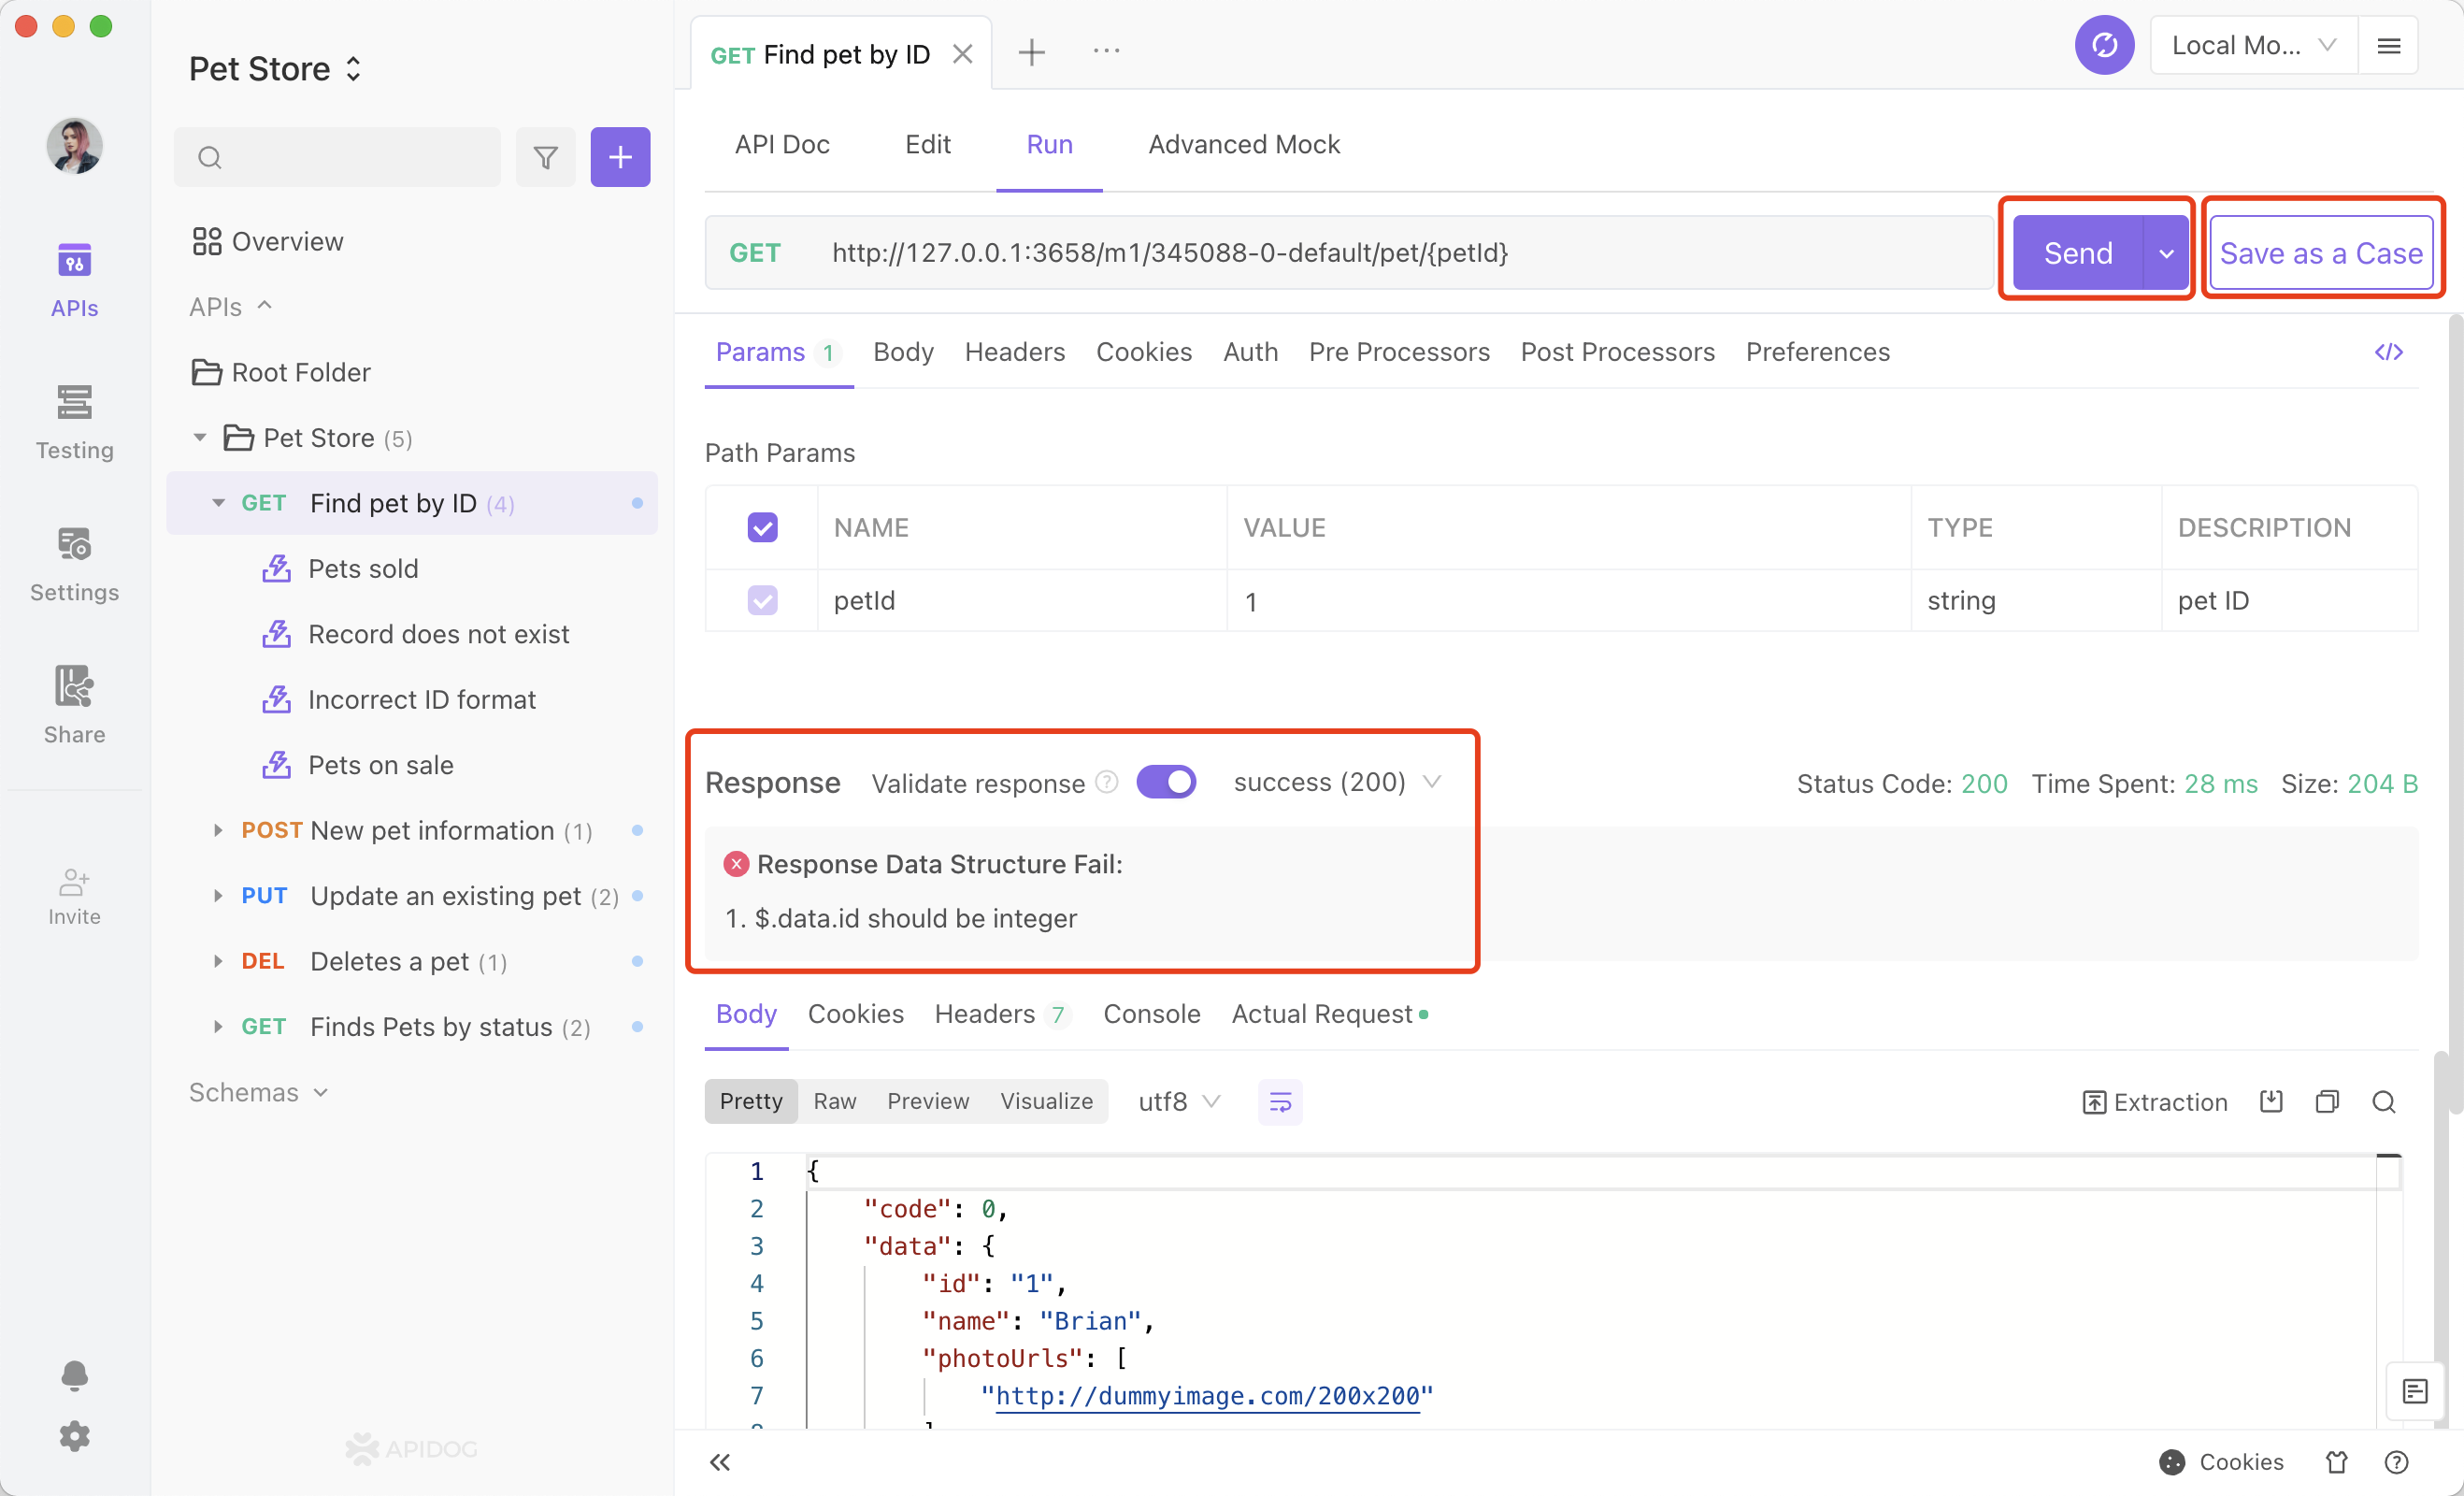 Pet Store
APIs
Testing
Settings
Share
Invite
Overview
APIs
Root Folder
Pet Store (5)
GET Find pet by ID (4)
Pets sold
Record does not exist
Incorrect ID format
Pets on sale
POST New pet information (1)
PUT Update an existing pet (2)
DEL Deletes a pet (1)
GET Finds Pets by status (2)
Schemas
APIDOG
GET Find pet by ID
Local Mo...
API Doc Edit Run Advanced Mock
GET http://127.0.0.1:3658/m1/345088-0-default/pet/{petId} Send Save as a Case
Params 1 Body Headers Cookies Auth Pre Processors Post Processors Preferences </>
Path Params
NAME VALUE TYPE DESCRIPTION
petId 1 string pet ID
Response Validate response success (200) Status Code: 200 Time Spent: 28 ms Size: 204 B
Response Data Structure Fail:
1. $.data.id should be integer
Body Cookies Headers 7 Console Actual Request
Pretty Raw Preview Visualize utf8 Extraction
1 {
2 "code": 0,
3 "data": {
4 "id": "1",
5 "name": "Brian",
6 "photoUrls": [
7 "http://dummyimage.com/200x200"
Cookies